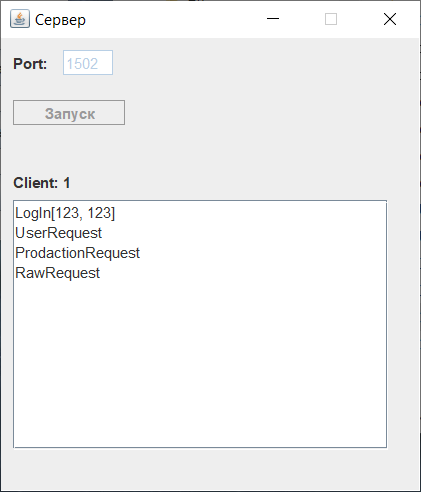 Сервер
Port: 1502
Запуск
Client: 1
LogIn[123, 123]
UserRequest
ProdactionRequest
RawRequest